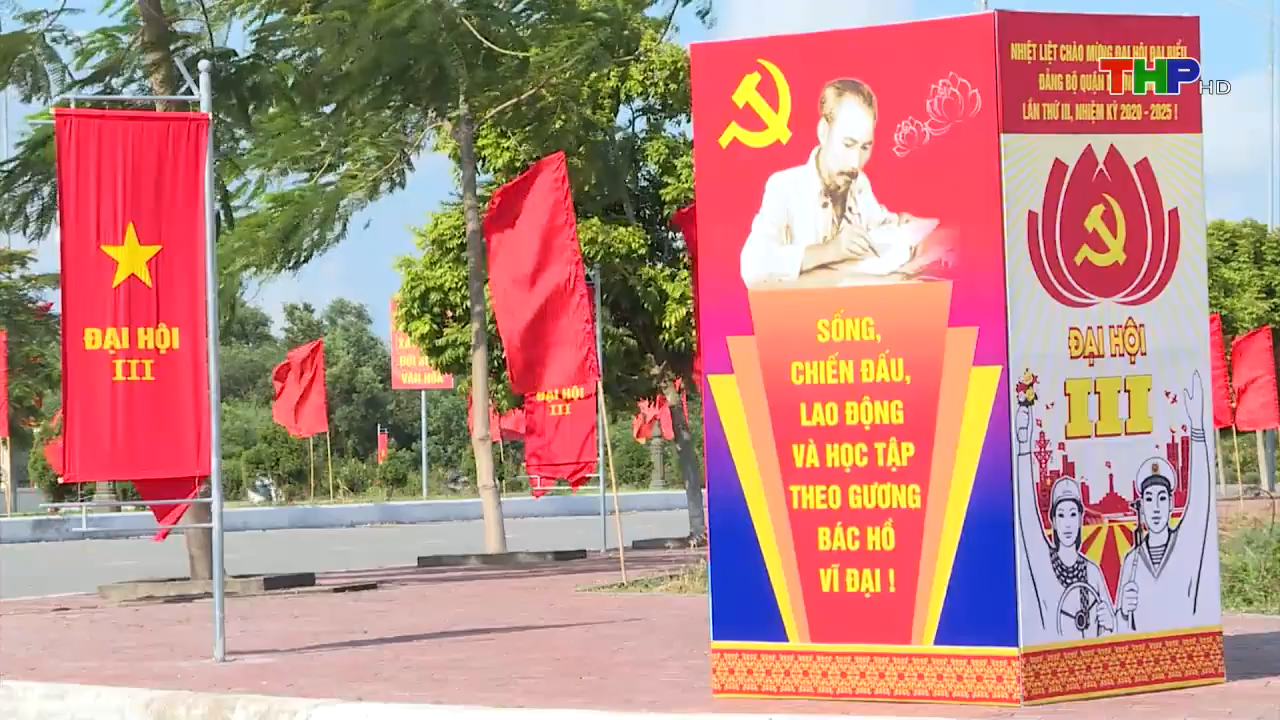 ĐẠI HỘI
III
VĂN HÓA
ĐẠI HỘI
III
SỐNG,
CHIẾN ĐẤU,
LAO ĐỘNG
VÀ HỌC TẬP
THEO GƯƠNG
BÁC HỒ
VĨ ĐẠI !
NHIỆT LIỆT CHÀO MỪNG ĐẠI HỘI ĐẠI BIỂU
ĐẢNG BỘ QUẬN
LẦN THỨ III, NHIỆM KỲ 2020 - 2025 !
THP HD
ĐẠI HỘI
III